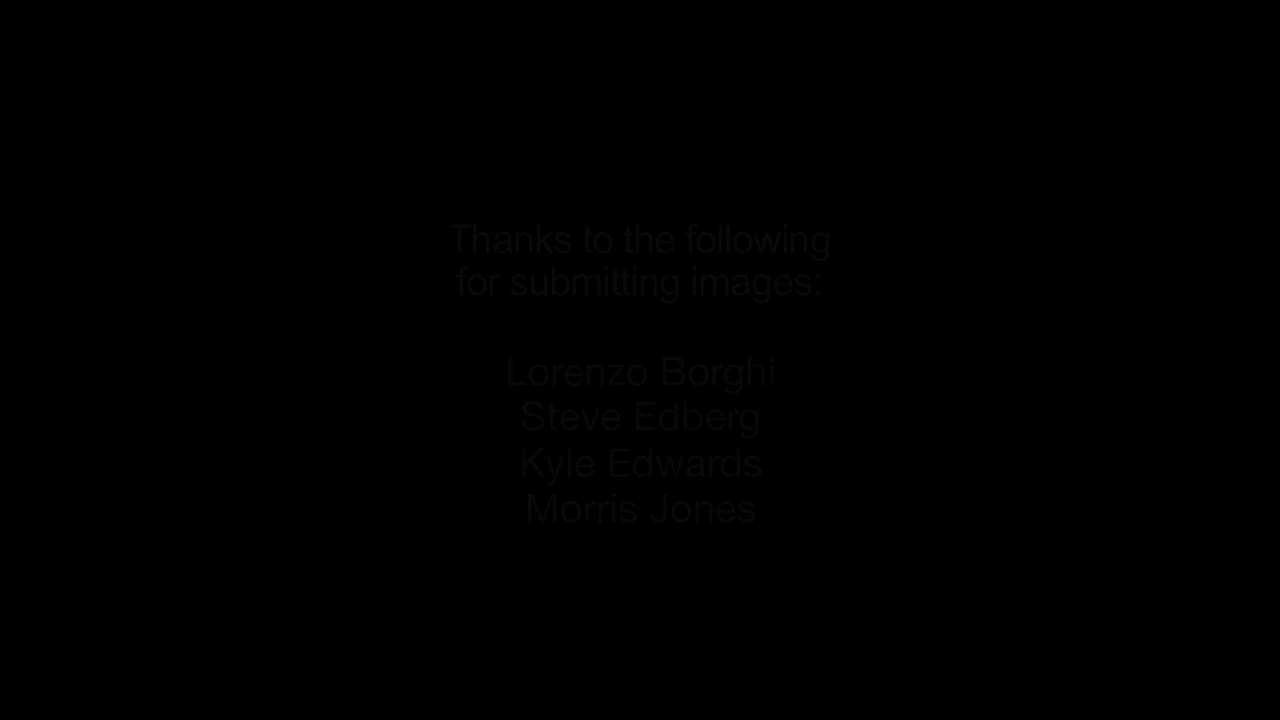 Thanks to the following
for submitting images:
Lorenzo Borghi
Steve Edberg
Kyle Edwards
Morris Jones